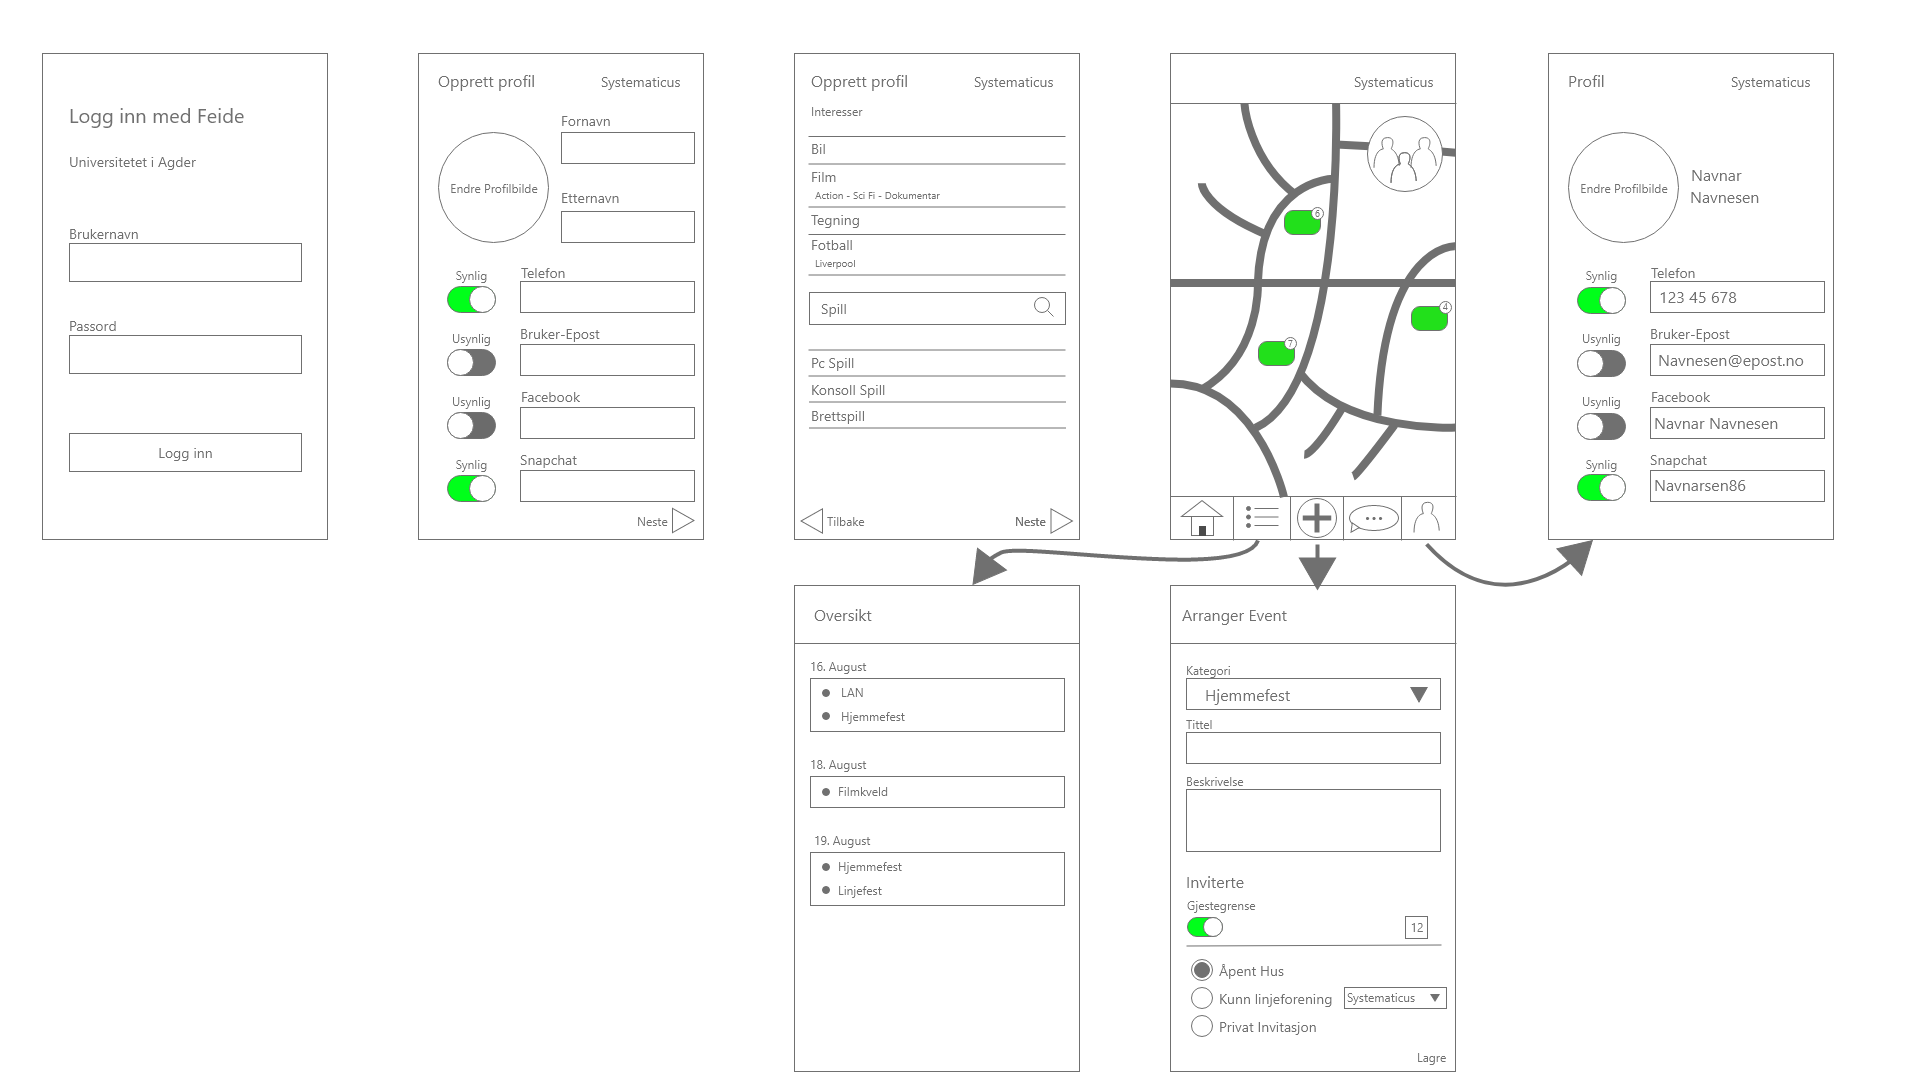 Logg inn med Feide
Universitetet i Agder
Brukernavn
Passord
Logg inn
Opprett profil
Systematicus
Endre Profilbilde
Fornavn
Etternavn
Synlig
Telefon
Usynlig
Bruker-Epost
Usynlig
Facebook
Synlig
Snapchat
Neste
Opprett profil
Systematicus
Interesser
Bil
Film
Action - Sci Fi - Dokumentar
Tegning
Fotball
Liverpool
Spill
Pc Spill
Konsoll Spill
Brettspill
Tilbake
Neste
Systematicus
6
4
7
Profil
Systematicus
Endre Profilbilde
Navnar
Navnesen
Synlig
Telefon
123 45 678
Usynlig
Bruker-Epost
Navnesen@epost.no
Usynlig
Facebook
Navnar Navnesen
Synlig
Snapchat
Navnarsen86
Oversikt
16. August
LAN
Hjemmefest
18. August
Filmkveld
19. August
Hjemmefest
Linjefest
Arranger Event
Kategori
Hjemmefest
Tittel
Beskrivelse
Inviterte
Gjestegrense
12
Åpent Hus
Kunn linjeforening
Systematicus
Privat Invitasjon
Lagre